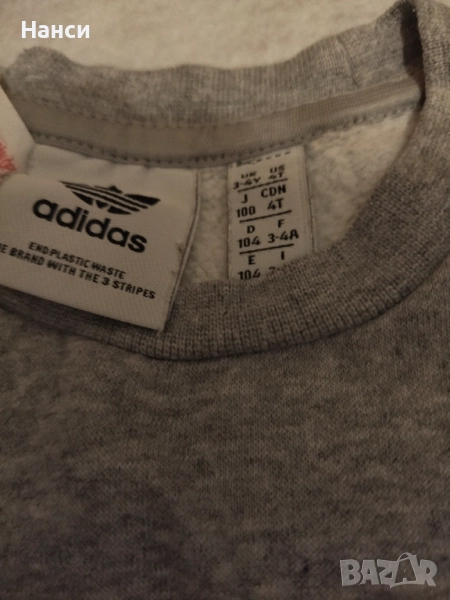 Нанси
adidas
END PLASTIC WASTE
BRAND WITH THE 3 STRIPES
UK US
3-4Y 4T
J CDN
100 4T
D F
104 3-4A
E I
104
BAZAR